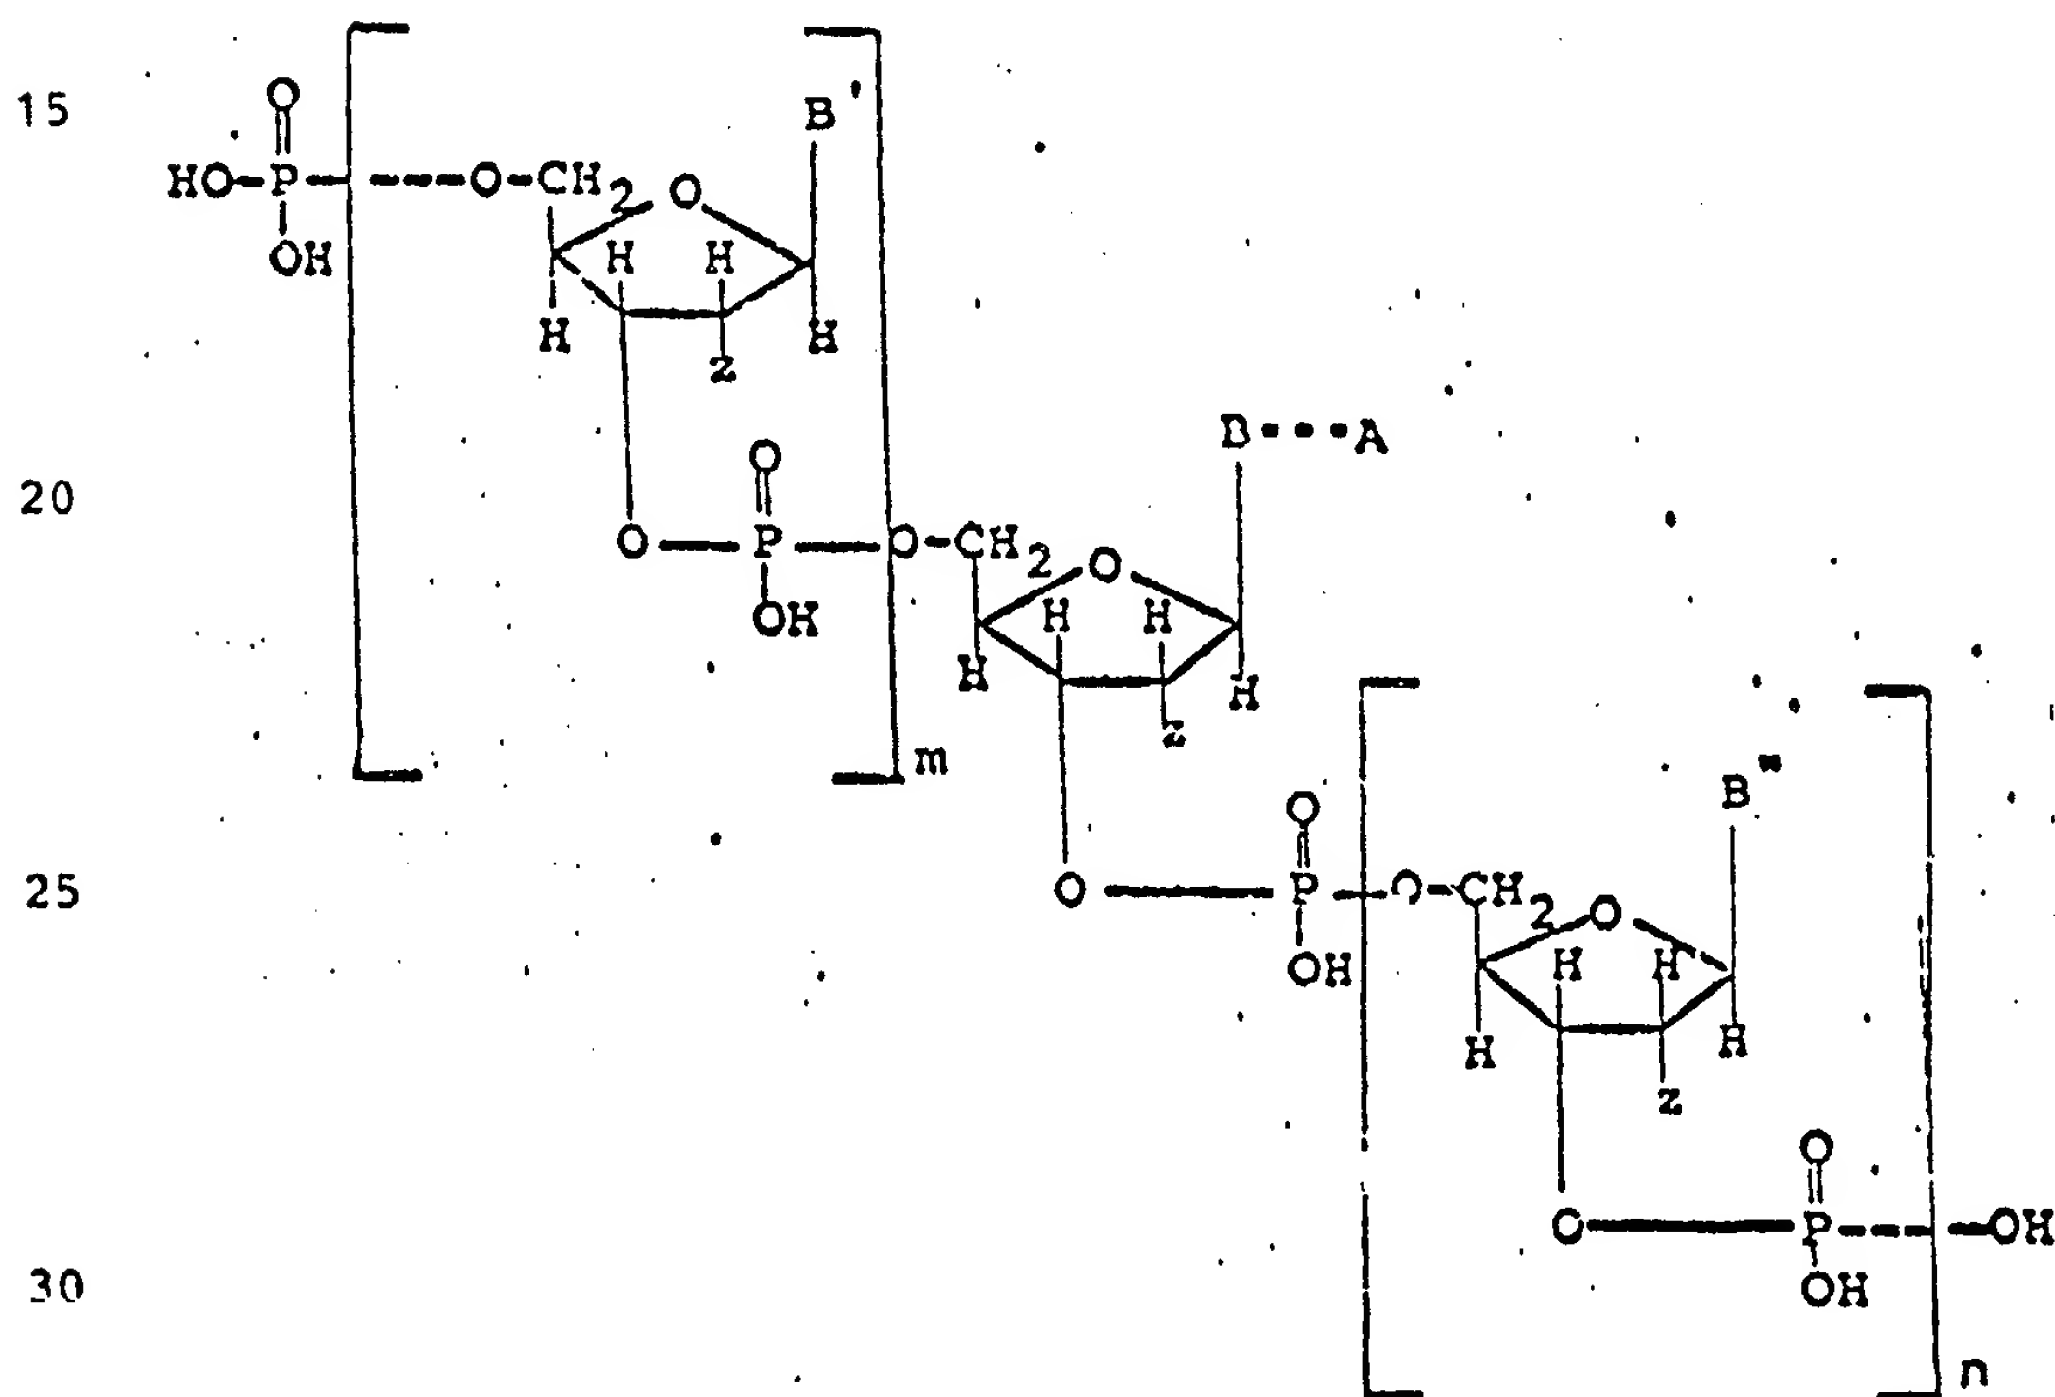 15
O B'
HO-P-O-CH2 O
OH H H
H z H
B···A
20
O
O P O-CH2 O
OH H H
H z H
m
B"
O
25
O P O-CH2 O
OH H H
H z H
O
O P OH
OH
30
n